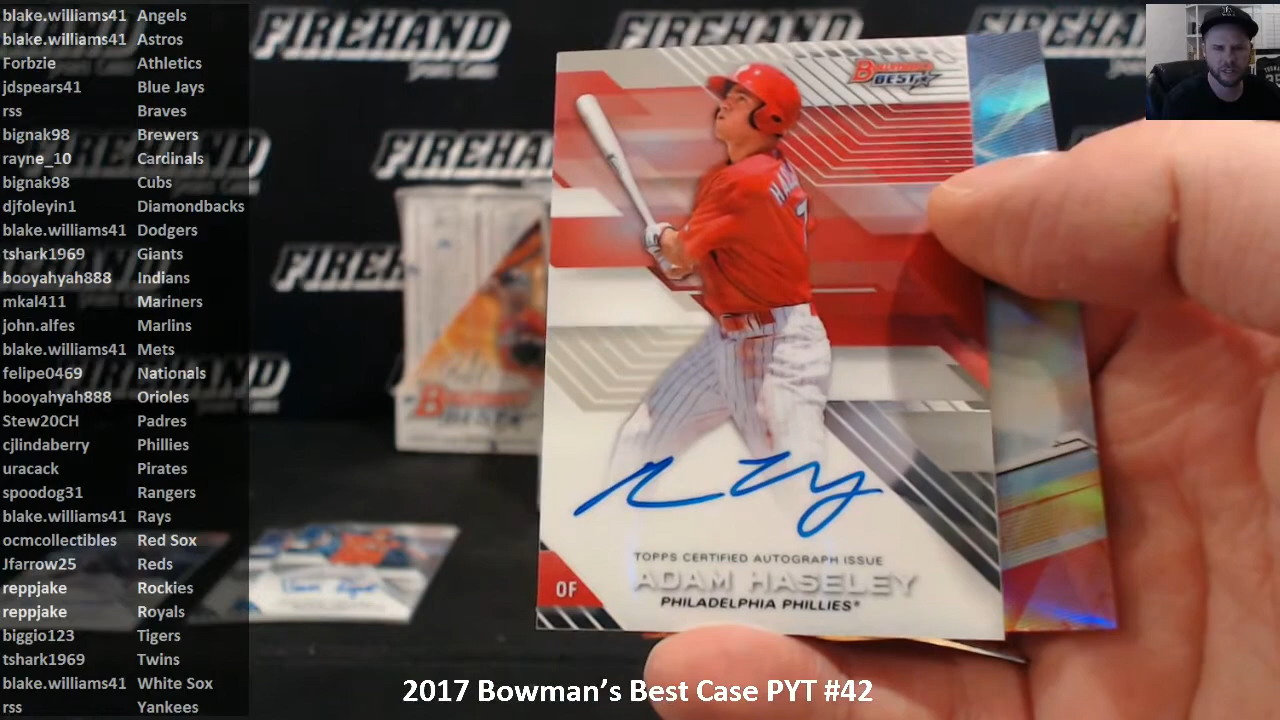 blake.williams41 Angels
blake.williams41 Astros
Forbzie Athletics
jdspears41 Blue Jays
rss Braves
bignak98 Brewers
rayne_10 Cardinals
bignak98 Cubs
djfoleyin1 Diamondbacks
blake.williams41 Dodgers
tshark1969 Giants
booyahyah888 Indians
mkal411 Mariners
john.alfes Marlins
blake.williams41 Mets
felipe0469 Nationals
booyahyah888 Orioles
Stew20CH Padres
cjlindaberry Phillies
uracack Pirates
spoodog31 Rangers
blake.williams41 Rays
ocmcollectibles Red Sox
Jfarrow25 Reds
reppjake Rockies
reppjake Royals
biggio123 Tigers
tshark1969 Twins
blake.williams41 White Sox
rss Yankees
FIREHAND
FIREHAND
FIREHAND
FIREHAND
BOWMAN'S
BEST
TOPPS CERTIFIED AUTOGRAPH ISSUE
ADAM HASELEY
OF
PHILADELPHIA PHILLIES®
2017 Bowman's Best Case PYT #42